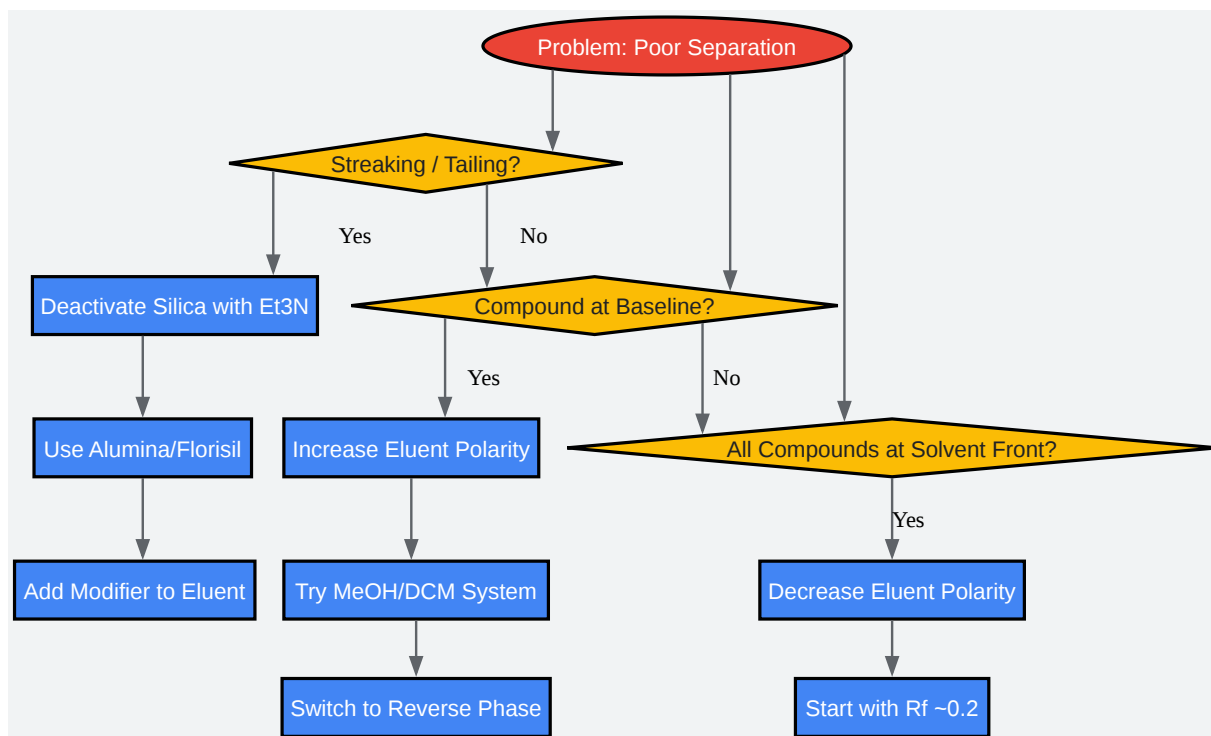 Problem: Poor Separation
Streaking / Tailing?
Yes
No
Deactivate Silica with Et3N
Compound at Baseline?
Yes
No
Use Alumina/Florisil
Increase Eluent Polarity
All Compounds at Solvent Front?
Yes
Add Modifier to Eluent
Try MeOH/DCM System
Decrease Eluent Polarity
Switch to Reverse Phase
Start with Rf ~0.2